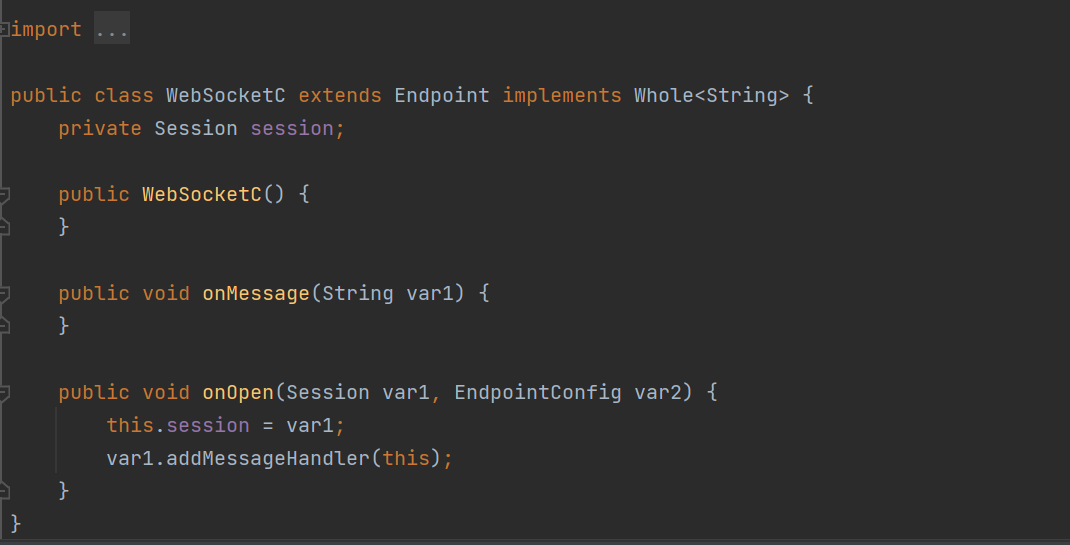 import ...
public class WebSocketC extends Endpoint implements Whole<String> {
private Session session;
public WebSocketC() {
}
public void onMessage(String var1) {
}
public void onOpen(Session var1, EndpointConfig var2) {
this.session = var1;
var1.addMessageHandler(this);
}
}